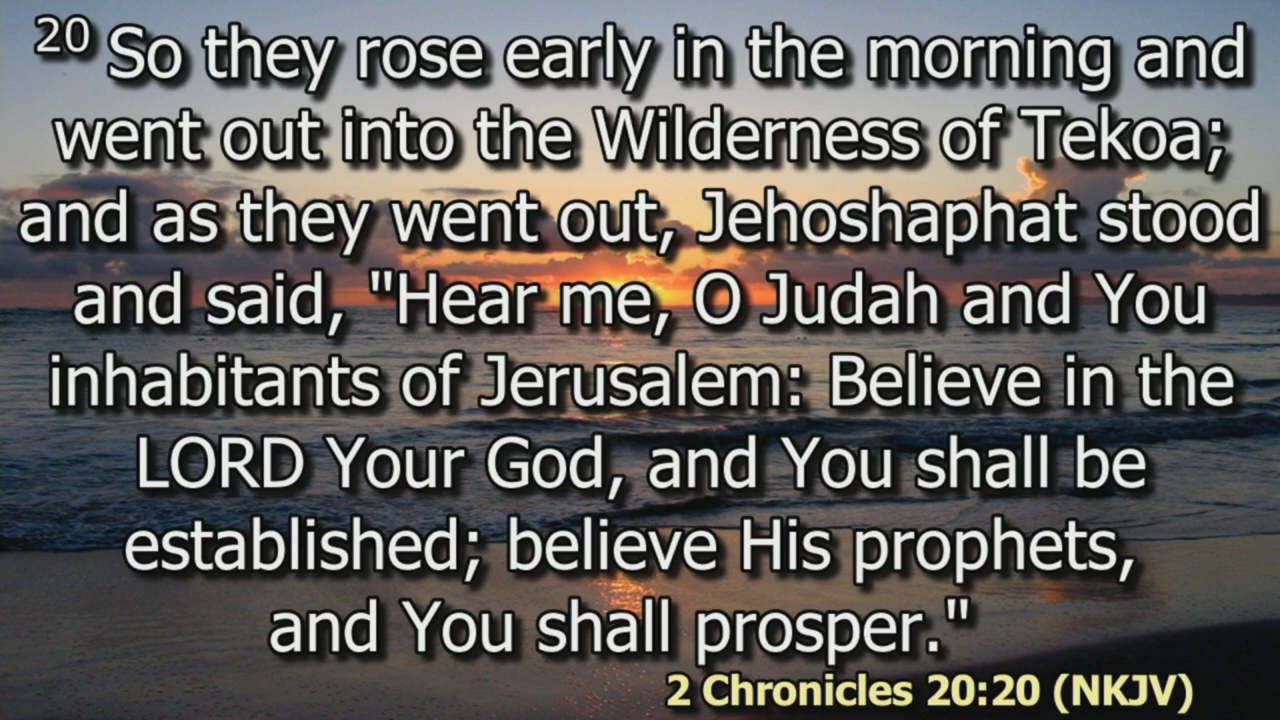 20 So they rose early in the morning and
went out into the Wilderness of Tekoa;
and as they went out, Jehoshaphat stood
and said, "Hear me, O Judah and You
inhabitants of Jerusalem: Believe in the
LORD Your God, and You shall be
established; believe His prophets,
and You shall prosper."
2 Chronicles 20:20 (NKJV)